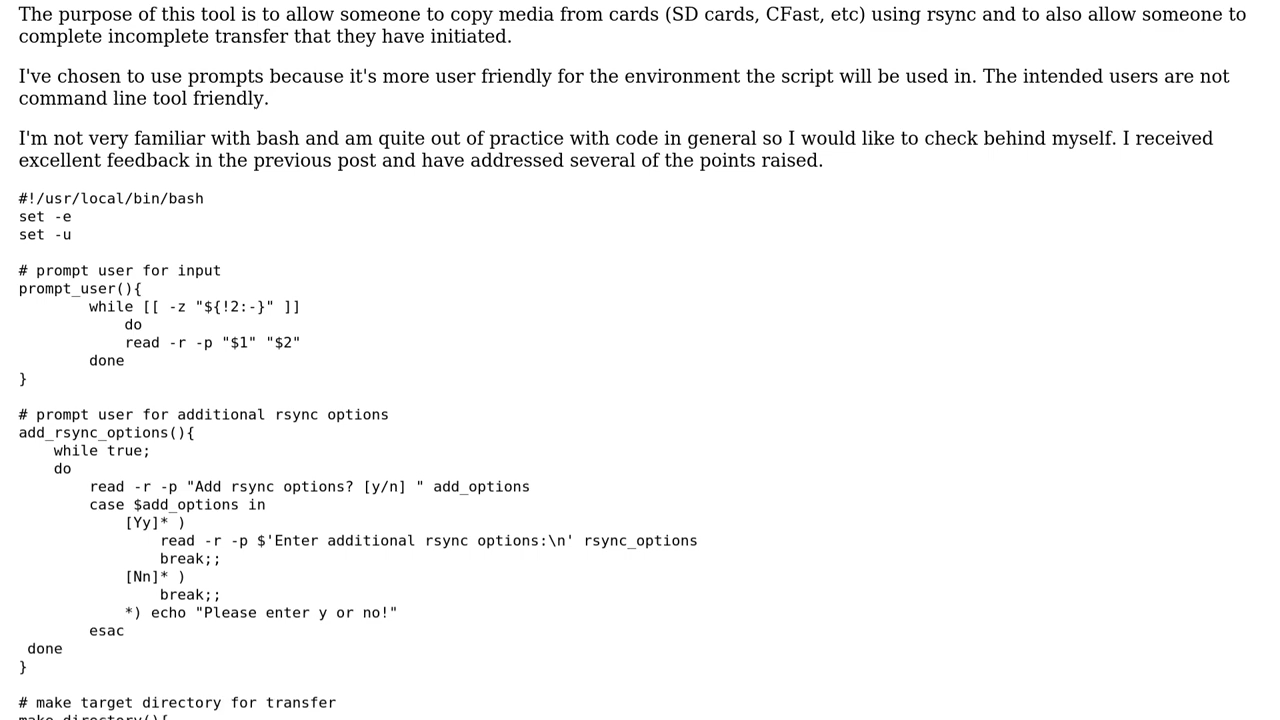 The purpose of this tool is to allow someone to copy media from cards (SD cards, CFast, etc) using rsync and to also allow someone to
complete incomplete transfer that they have initiated.
I've chosen to use prompts because it's more user friendly for the environment the script will be used in. The intended users are not
command line tool friendly.
I'm not very familiar with bash and am quite out of practice with code in general so I would like to check behind myself. I received
excellent feedback in the previous post and have addressed several of the points raised.
#!/usr/local/bin/bash
set -e
set -u
# prompt user for input
prompt_user(){
        while [[ -z "${!2:-}" ]]
            do
            read -r -p "$1" "$2"
        done
}
# prompt user for additional rsync options
add_rsync_options(){
    while true;
    do
        read -r -p "Add rsync options? [y/n] " add_options
        case $add_options in
            [Yy]* )
                read -r -p $'Enter additional rsync options:\n' rsync_options
                break;;
            [Nn]* )
                break;;
            *) echo "Please enter y or no!"
        esac
 done
}
# make target directory for transfer
make_directory(){